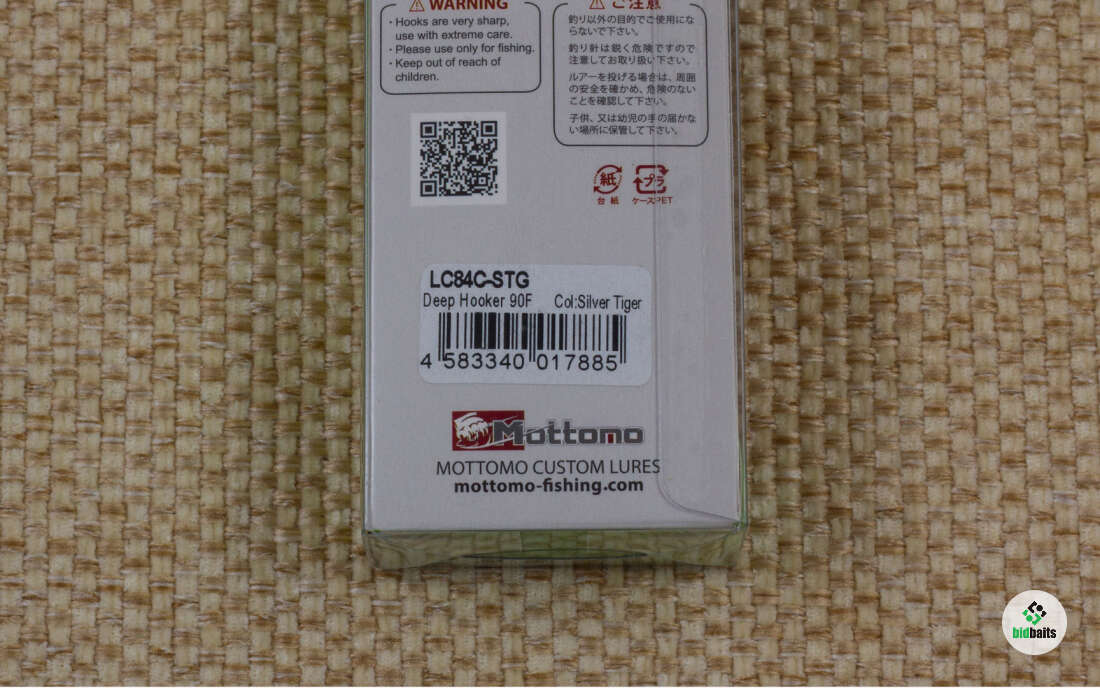 ⚠ WARNING
・Hooks are very sharp,
use with extreme care.
・Please use only for fishing.
・Keep out of reach of
children.
⚠ ご注意
釣り以外の目的でご使用にな
らないで下さい。
釣り針は鋭く危険ですので
注意してお取り扱い下さい。
ルアーを投げる場合は、周囲
の安全を確かめ、危険のない
ことを確認して下さい。
子供、又は幼児の手の届かな
い場所に保管して下さい。
紙
台紙
プラ
ケースPET
LC84C-STG
Deep Hooker 90F Col:Silver Tiger
4 583340 017885
Mottomo
MOTTOMO CUSTOM LURES
mottomo-fishing.com
bidbaits